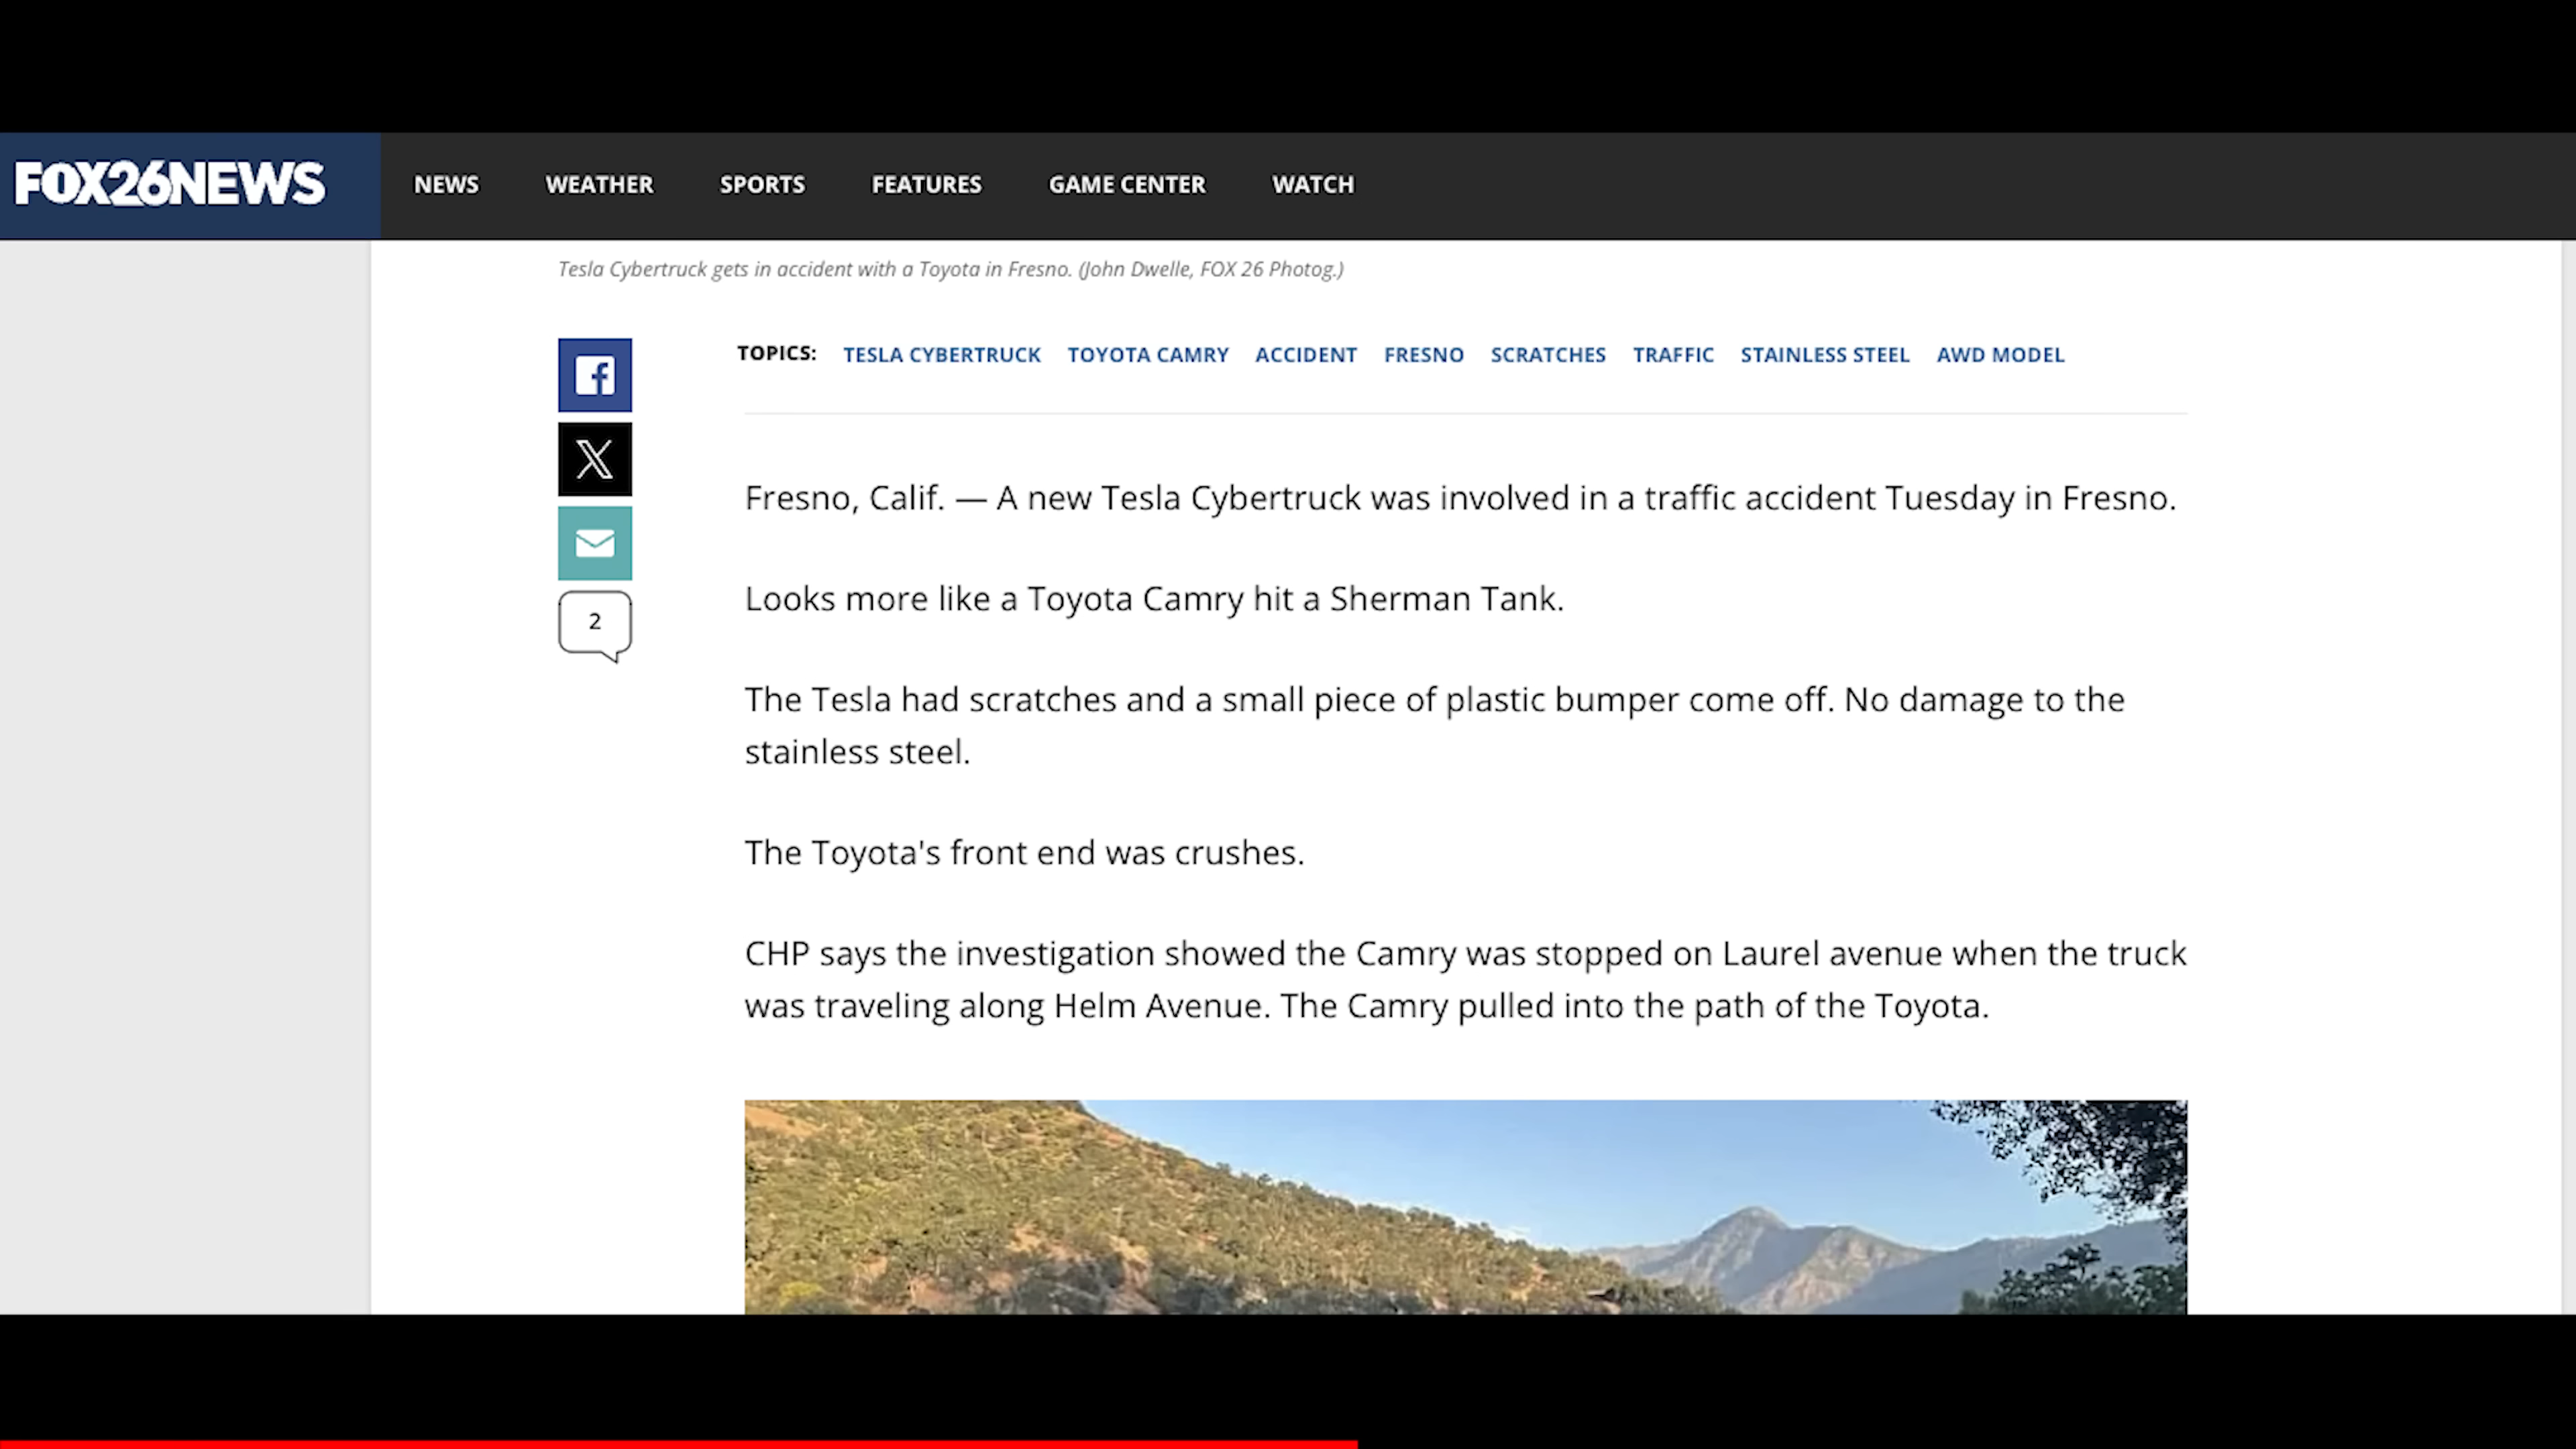 FOX26NEWS NEWS WEATHER SPORTS FEATURES GAME CENTER WATCH
Tesla Cybertruck gets in accident with a Toyota in Fresno. (John Dwelle, FOX 26 Photog.)
TOPICS: TESLA CYBERTRUCK TOYOTA CAMRY ACCIDENT FRESNO SCRATCHES TRAFFIC STAINLESS STEEL AWD MODEL
Fresno, Calif. — A new Tesla Cybertruck was involved in a traffic accident Tuesday in Fresno.
Looks more like a Toyota Camry hit a Sherman Tank.
2
The Tesla had scratches and a small piece of plastic bumper come off. No damage to the
stainless steel.
The Toyota's front end was crushes.
CHP says the investigation showed the Camry was stopped on Laurel avenue when the truck
was traveling along Helm Avenue. The Camry pulled into the path of the Toyota.